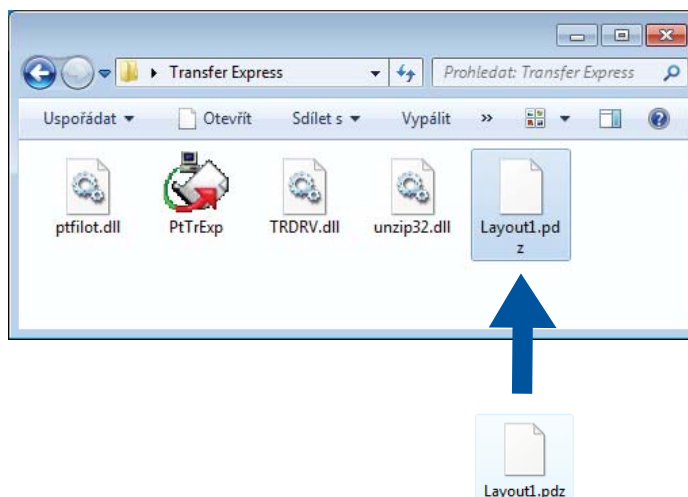 Transfer Express
Prohledat: Transfer Express
Uspořádat
Otevřít
Sdílet s
Vypálit
»
ptfilot.dll
PtTrExp
TRDRV.dll
unzip32.dll
Layout1.pd
z
Layout1.pdz